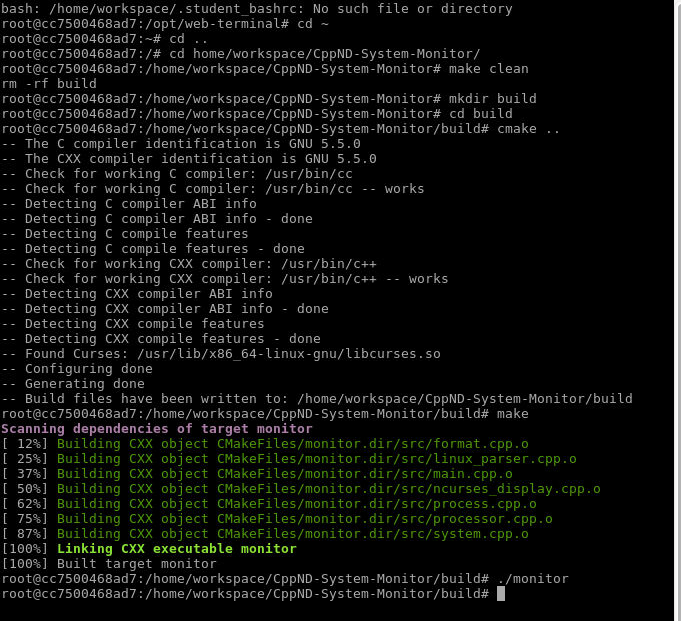 bash: /home/workspace/.student_bashrc: No such file or directory
root@cc7500468ad7:/opt/web-terminal# cd ~
root@cc7500468ad7:~# cd ..
root@cc7500468ad7:/# cd home/workspace/CppND-System-Monitor/
root@cc7500468ad7:/home/workspace/CppND-System-Monitor# make clean
rm -rf build
root@cc7500468ad7:/home/workspace/CppND-System-Monitor# mkdir build
root@cc7500468ad7:/home/workspace/CppND-System-Monitor# cd build
root@cc7500468ad7:/home/workspace/CppND-System-Monitor/build# cmake ..
-- The C compiler identification is GNU 5.5.0
-- The CXX compiler identification is GNU 5.5.0
-- Check for working C compiler: /usr/bin/cc
-- Check for working C compiler: /usr/bin/cc -- works
-- Detecting C compiler ABI info
-- Detecting C compiler ABI info - done
-- Detecting C compile features
-- Detecting C compile features - done
-- Check for working CXX compiler: /usr/bin/c++
-- Check for working CXX compiler: /usr/bin/c++ -- works
-- Detecting CXX compiler ABI info
-- Detecting CXX compiler ABI info - done
-- Detecting CXX compile features
-- Detecting CXX compile features - done
-- Found Curses: /usr/lib/x86_64-linux-gnu/libcurses.so
-- Configuring done
-- Generating done
-- Build files have been written to: /home/workspace/CppND-System-Monitor/build
root@cc7500468ad7:/home/workspace/CppND-System-Monitor/build# make
Scanning dependencies of target monitor
[ 12%] Building CXX object CMakeFiles/monitor.dir/src/format.cpp.o
[ 25%] Building CXX object CMakeFiles/monitor.dir/src/linux_parser.cpp.o
[ 37%] Building CXX object CMakeFiles/monitor.dir/src/main.cpp.o
[ 50%] Building CXX object CMakeFiles/monitor.dir/src/ncurses_display.cpp.o
[ 62%] Building CXX object CMakeFiles/monitor.dir/src/process.cpp.o
[ 75%] Building CXX object CMakeFiles/monitor.dir/src/processor.cpp.o
[ 87%] Building CXX object CMakeFiles/monitor.dir/src/system.cpp.o
[100%] Linking CXX executable monitor
[100%] Built target monitor
root@cc7500468ad7:/home/workspace/CppND-System-Monitor/build# ./monitor
root@cc7500468ad7:/home/workspace/CppND-System-Monitor/build#